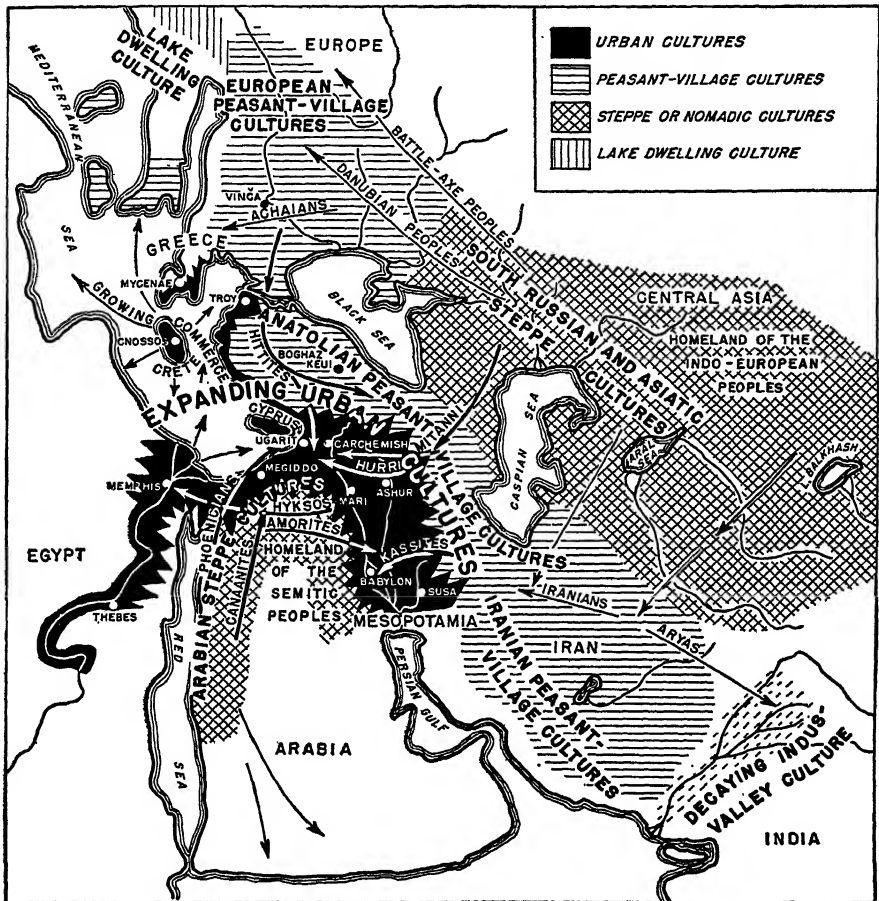 LAKE
DWELLING
CULTURE
EUROPE
MEDITERRANEAN
SEA
EUROPEAN
PEASANT-VILLAGE
CULTURES
URBAN CULTURES
PEASANT-VILLAGE CULTURES
STEPPE OR NOMADIC CULTURES
LAKE DWELLING CULTURE
BATTLE-AXE PEOPLES
DANUBIAN PEOPLES
VINČA
ACHAIANS
GREECE
MYCENAE
TROY
BLACK SEA
SOUTH RUSSIAN AND ASIATIC
STEPPE CULTURES
CENTRAL ASIA
HOMELAND OF THE
INDO-EUROPEAN
PEOPLES
GROWING COMMERCE
CNOSSOS
CRETE
ANATOLIAN PEASANT-VILLAGE CULTURES
HITTITES
BOGHAZ
KEUI
EXPANDING URBAN CULTURES
CYPRUS
UGARIT
CARCHEMISH
MITANNI
HURRI
CASPIAN SEA
ARAL
SEA
BALKHASH
MEMPHIS
MEGIDDO
MARI
ASHUR
EGYPT
PHOENICIANS
CANAANITES
HYKSOS
AMORITES
KASSITES
ARABIAN STEPPE CULTURES
HOMELAND
OF THE
SEMITIC
PEOPLES
BABYLON
SUSA
MESOPOTAMIA
THEBES
RED
SEA
IRANIANS
IRAN
ARYAS
IRANIAN PEASANT-
VILLAGE CULTURES
PERSIAN GULF
ARABIA
DECAYING INDUS-
VALLEY CULTURE
INDIA